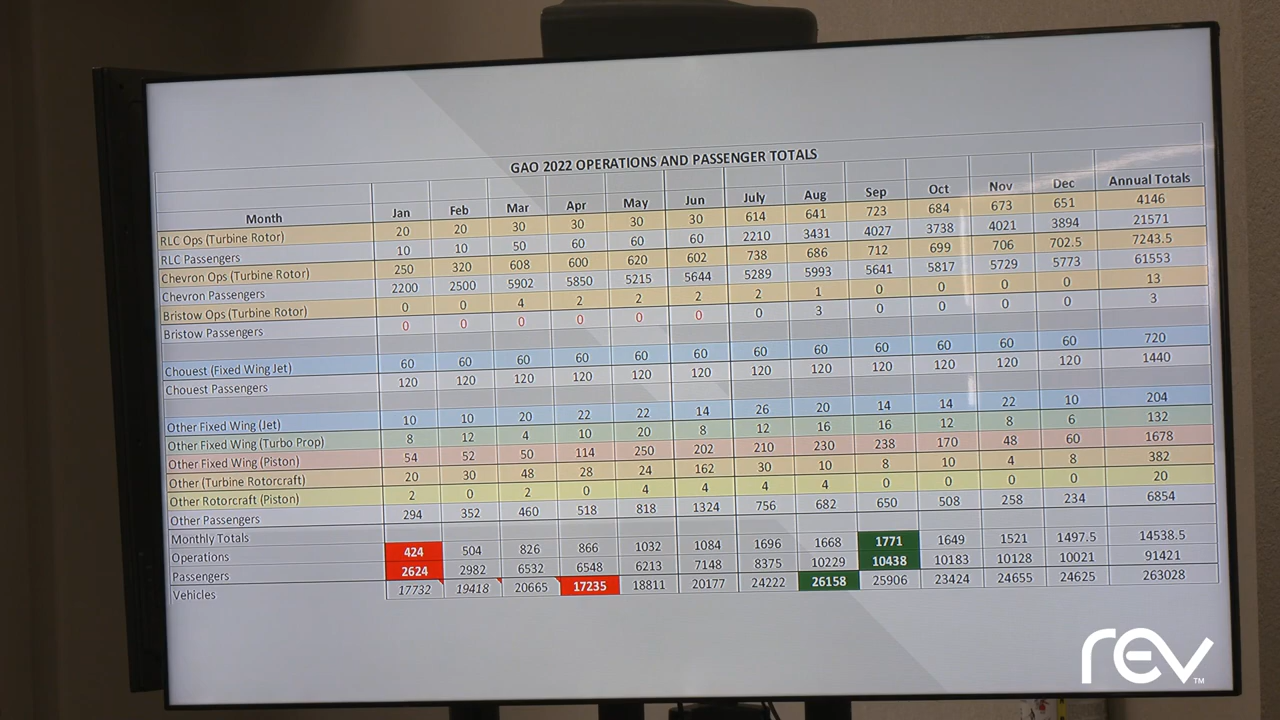 GAO 2022 OPERATIONS AND PASSENGER TOTALS
Month Jan Feb Mar Apr May Jun July Aug Sep Oct Nov Dec Annual Totals
RLC Ops (Turbine Rotor) 20 20 30 30 30 30 614 641 723 684 673 651 4146
RLC Passengers 10 10 50 60 60 60 2210 3431 4027 3738 4021 3894 21571
Chevron Ops (Turbine Rotor) 250 320 608 600 620 602 738 686 712 699 706 702.5 7243.5
Chevron Passengers 2200 2500 5902 5850 5215 5644 5289 5993 5641 5817 5729 5773 61553
Bristow Ops (Turbine Rotor) 0 0 4 2 2 2 2 1 0 0 0 0 13
Bristow Passengers 0 0 0 0 0 0 0 3 0 0 0 0 3
Chouest (Fixed Wing Jet) 60 60 60 60 60 60 60 60 60 60 60 60 720
Chouest Passengers 120 120 120 120 120 120 120 120 120 120 120 120 1440
Other Fixed Wing (Jet) 10 10 20 22 22 14 26 20 14 14 22 10 204
Other Fixed Wing (Turbo Prop) 8 12 4 10 20 8 12 16 16 12 8 6 132
Other Fixed Wing (Piston) 54 52 50 114 250 202 210 230 238 170 48 60 1678
Other (Turbine Rotorcraft) 20 30 48 28 24 162 30 10 8 10 4 8 382
Other Rotorcraft (Piston) 2 0 2 0 4 4 4 4 0 0 0 0 20
Other Passengers 294 352 460 518 818 1324 756 682 650 508 258 234 6854
Monthly Totals
Operations 424 504 826 866 1032 1084 1696 1668 1771 1649 1521 1497.5 14538.5
Passengers 2624 2982 6532 6548 6213 7148 8375 10229 10438 10183 10128 10021 91421
Vehicles 17732 19418 20665 17235 18811 20177 24222 26158 25906 23424 24655 24625 263028
rev™